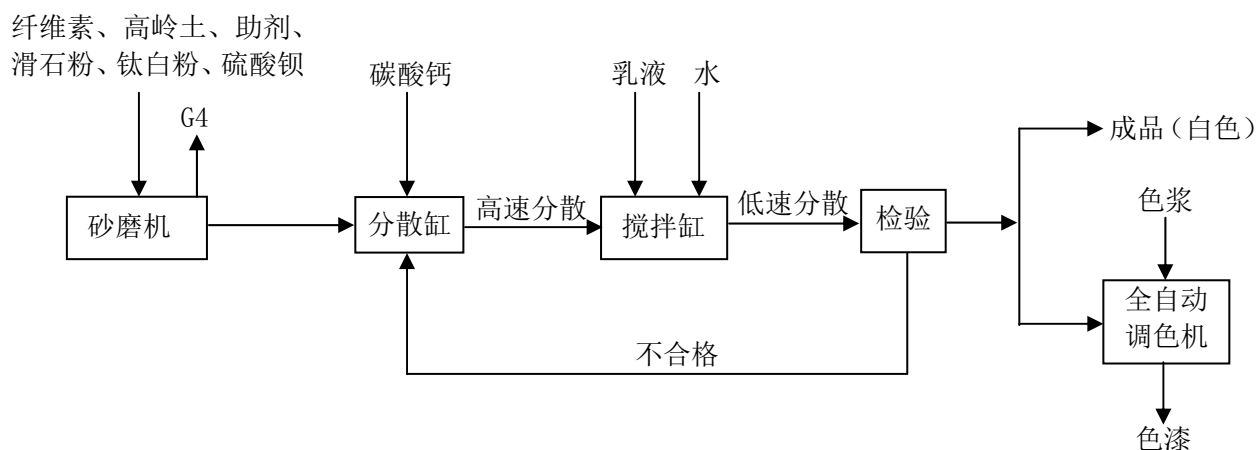 纤维素、高岭土、助剂、
滑石粉、钛白粉、硫酸钡
G4
碳酸钙
乳液
水
成品（白色）
砂磨机
分散缸
高速分散
搅拌缸
低速分散
检验
色浆
全自动
调色机
不合格
色漆